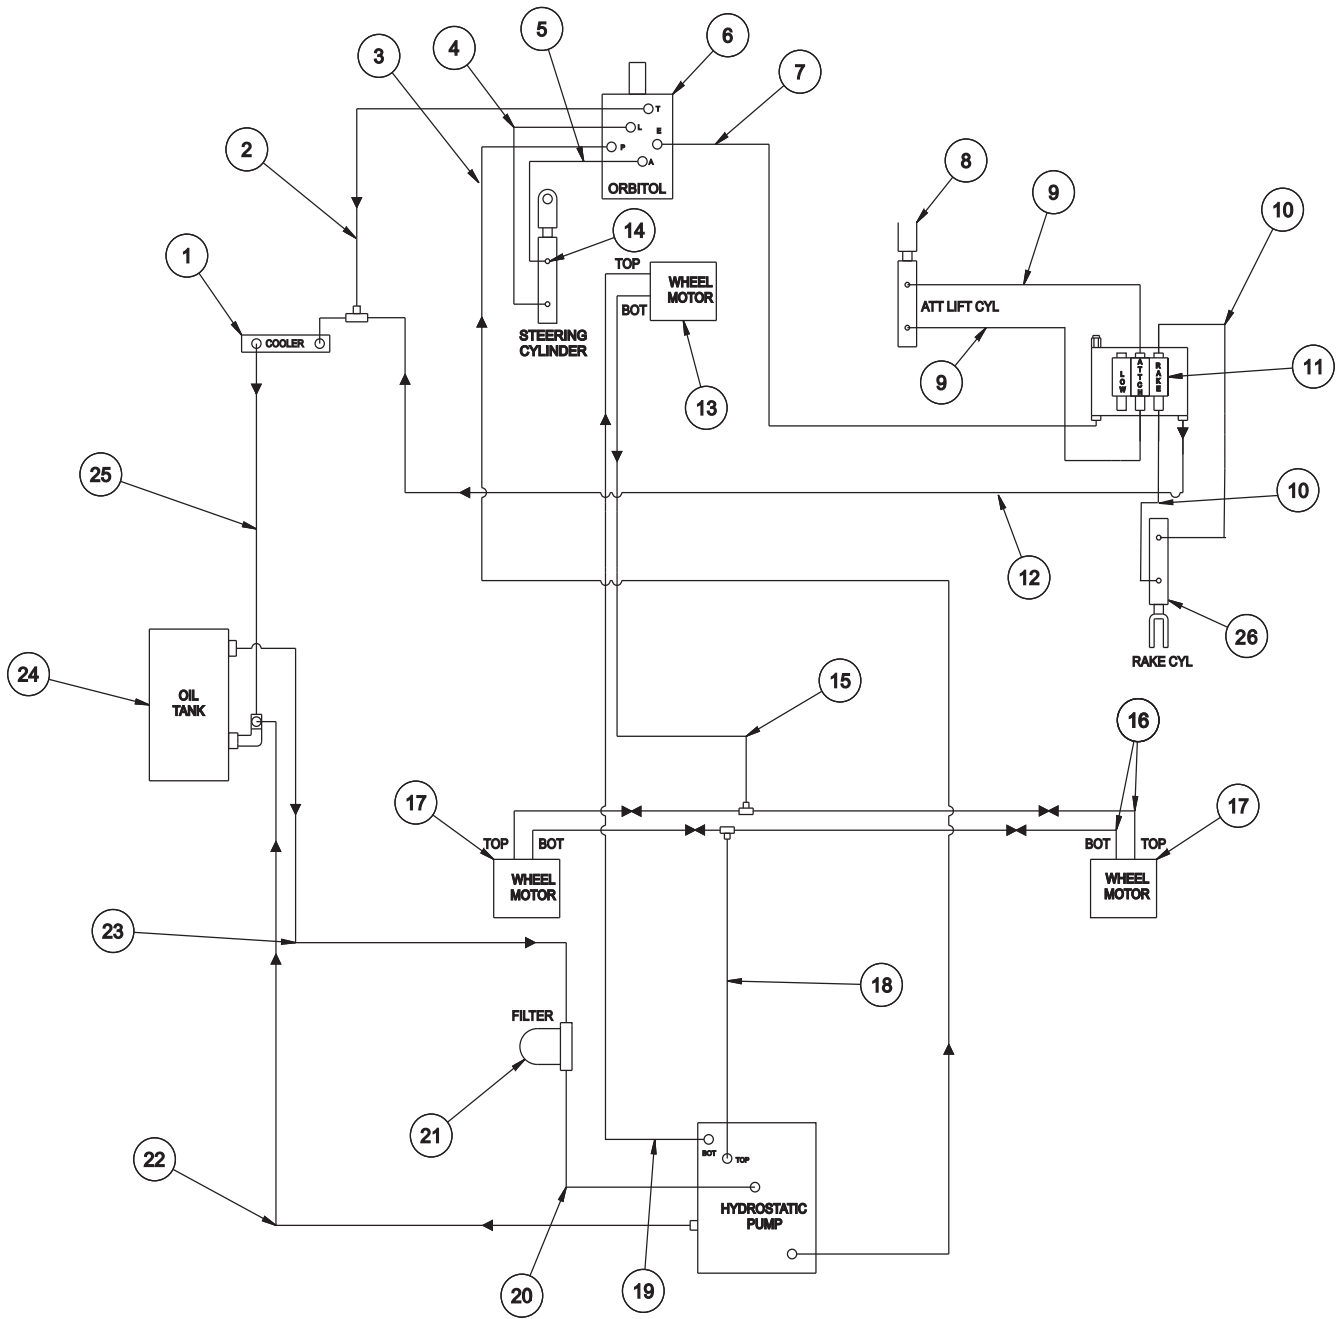 5
6
4
3
7
T
L
E
P
A
2
8
9
10
ORBITOL
14
1
TOP
WHEEL
MOTOR
BOT
ATT LIFT CYL
COOLER
STEERING
CYLINDER
LOW
ATTCH
RAKE
11
9
13
25
10
12
26
RAKE CYL
24
OIL
TANK
15
16
17
17
TOP
BOT
BOT
TOP
WHEEL
MOTOR
WHEEL
MOTOR
23
18
FILTER
21
22
BOT
TOP
HYDROSTATIC
PUMP
20
19